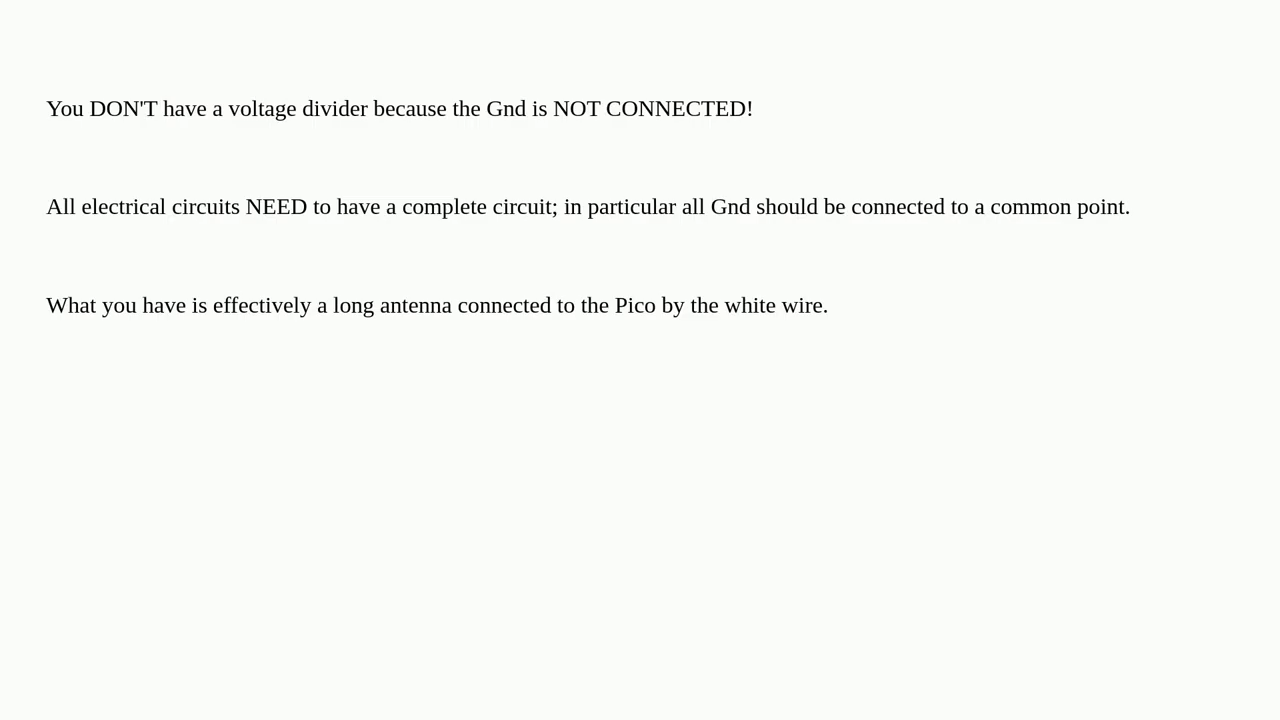 You DON'T have a voltage divider because the Gnd is NOT CONNECTED!
All electrical circuits NEED to have a complete circuit; in particular all Gnd should be connected to a common point.
What you have is effectively a long antenna connected to the Pico by the white wire.